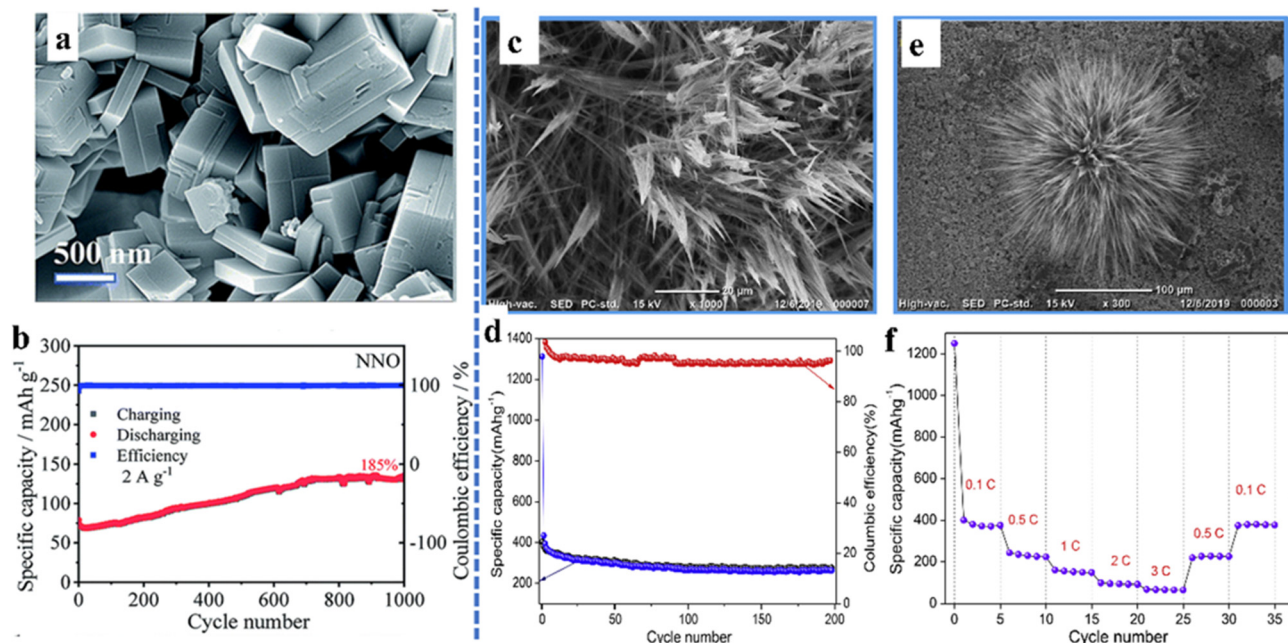 a
500 nm
c
High-vac. SED PC-std. 15 kV x 1000 20 µm 12/6/2019 000007
e
High-vac. SED PC-std. 15 kV x 300 100 µm 12/6/2019 000003
b
NNO
Charging
Discharging
Efficiency
2 A g-1
185%
300
250
200
150
100
50
0
0 200 400 600 800 1000
Cycle number
Specific capacity / mAh g-1
100
0
-100
Coulombic efficiency / %
d
1400
1200
1000
800
600
400
200
0 50 100 150 200
Cycle number
Specific capacity(mAhg-1)
100
80
60
40
20
0
Columbic efficiency(%)
f
1200
1000
800
600
400
200
0
0 5 10 15 20 25 30 35
Cycle number
Specific capacity(mAhg-1)
0.1 C
0.5 C
1 C
2 C
3 C
0.5 C
0.1 C